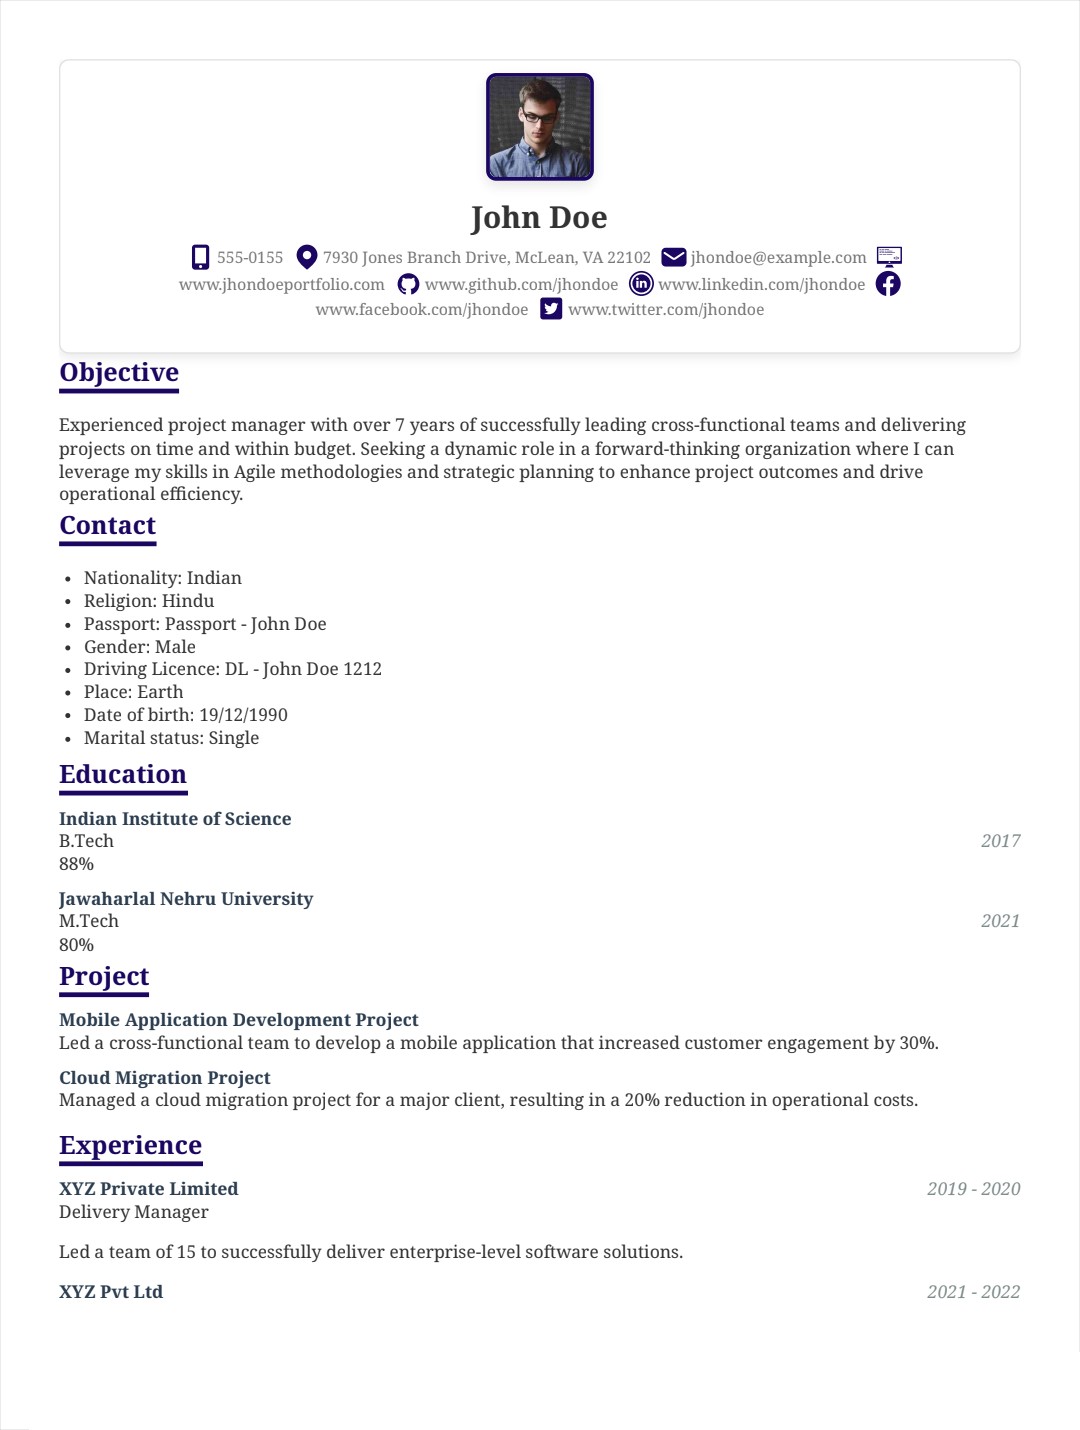 John Doe
555-0155 7930 Jones Branch Drive, McLean, VA 22102 jhondoe@example.com
www.jhondoeportfolio.com www.github.com/jhondoe www.linkedin.com/jhondoe
www.facebook.com/jhondoe www.twitter.com/jhondoe
Objective
Experienced project manager with over 7 years of successfully leading cross-functional teams and delivering
projects on time and within budget. Seeking a dynamic role in a forward-thinking organization where I can
leverage my skills in Agile methodologies and strategic planning to enhance project outcomes and drive
operational efficiency.
Contact
• Nationality: Indian
• Religion: Hindu
• Passport: Passport - John Doe
• Gender: Male
• Driving Licence: DL - John Doe 1212
• Place: Earth
• Date of birth: 19/12/1990
• Marital status: Single
Education
Indian Institute of Science
B.Tech 2017
88%
Jawaharlal Nehru University
M.Tech 2021
80%
Project
Mobile Application Development Project
Led a cross-functional team to develop a mobile application that increased customer engagement by 30%.
Cloud Migration Project
Managed a cloud migration project for a major client, resulting in a 20% reduction in operational costs.
Experience
XYZ Private Limited 2019 - 2020
Delivery Manager
Led a team of 15 to successfully deliver enterprise-level software solutions.
XYZ Pvt Ltd 2021 - 2022